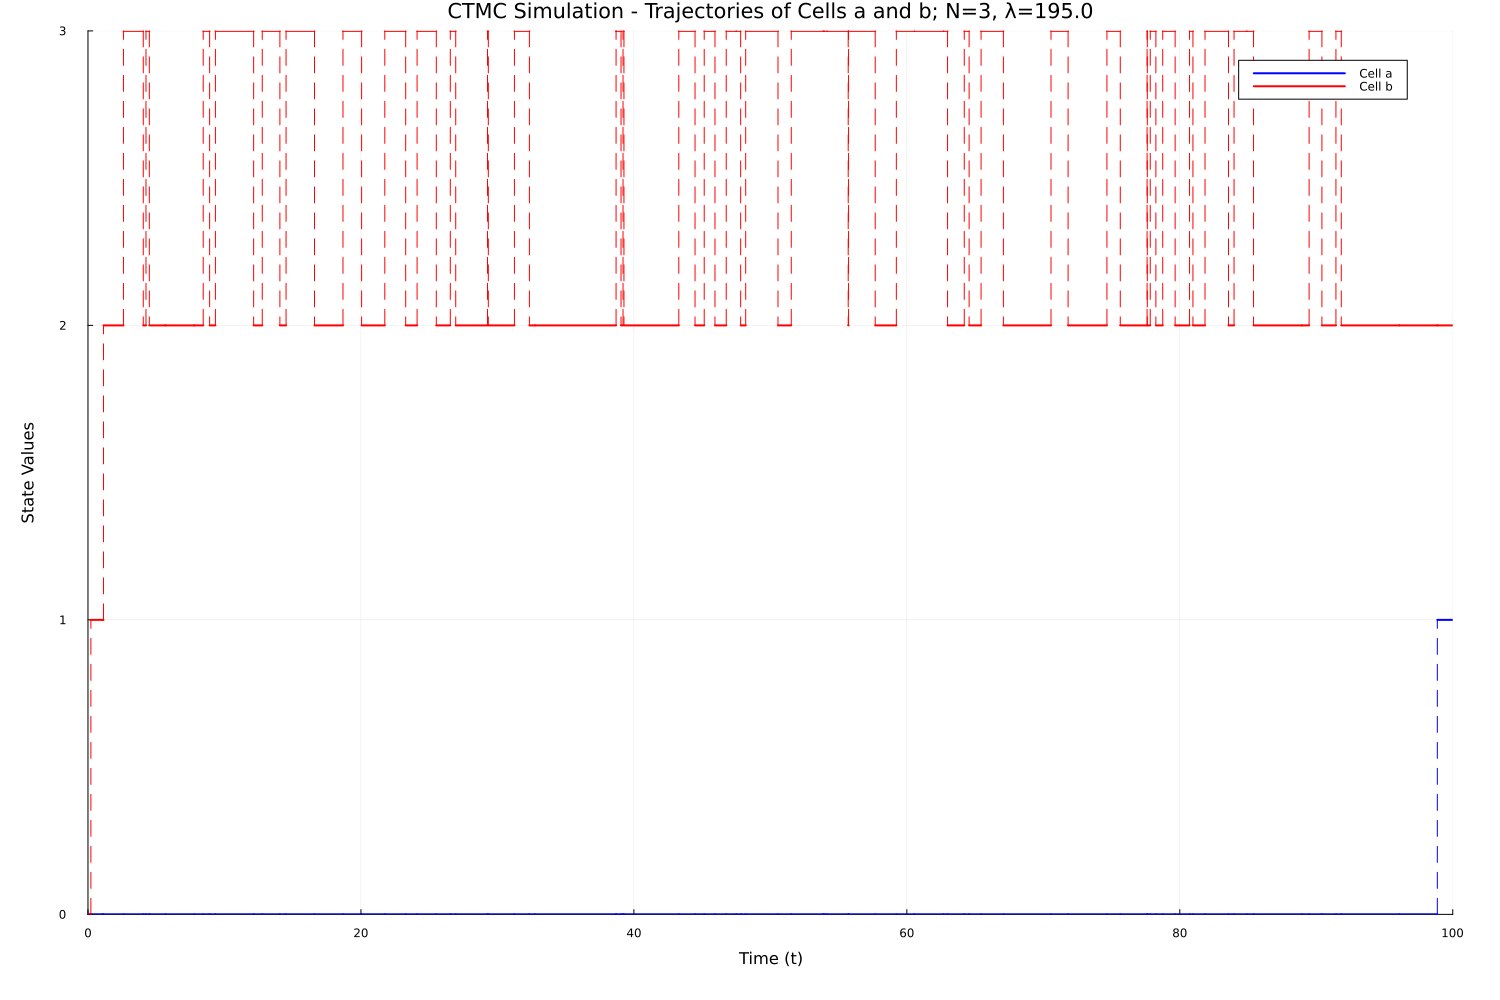 CTMC Simulation - Trajectories of Cells a and b; N=3, λ=195.0
3
Cell a
Cell b
2
State Values
1
0
0 20 40 60 80 100
Time (t)